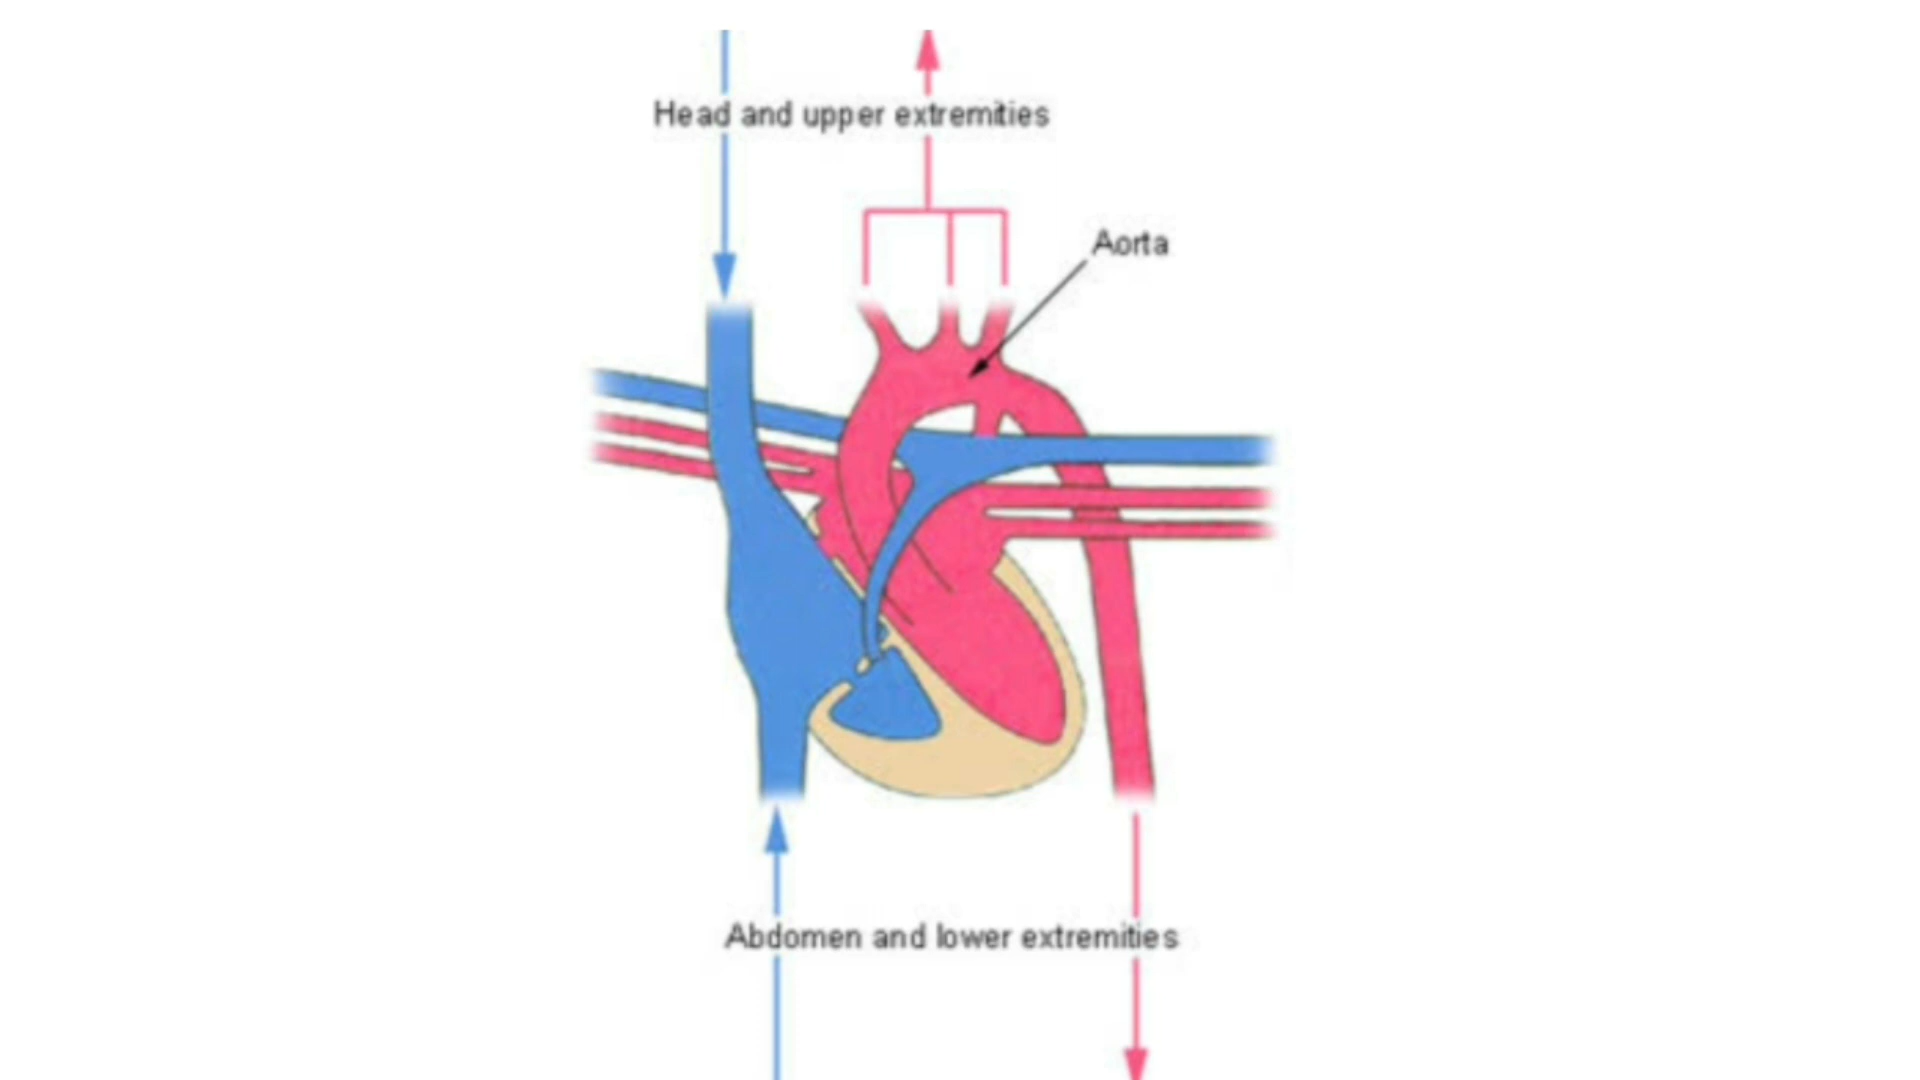 Head and upper extremities
Aorta
Abdomen and lower extremities